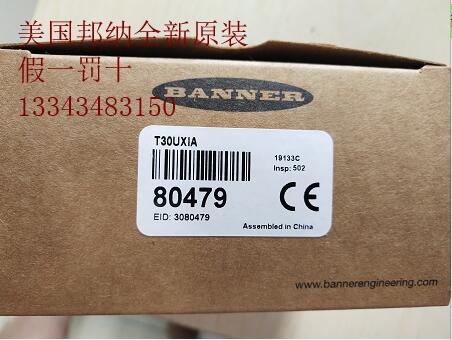 美国邦纳全新原装
假一罚十
13343483150
BANNER
T30UXIA
19133C
Insp: 502
80479
EID: 3080479
CE
Assembled in China
www.bannerengineering.com